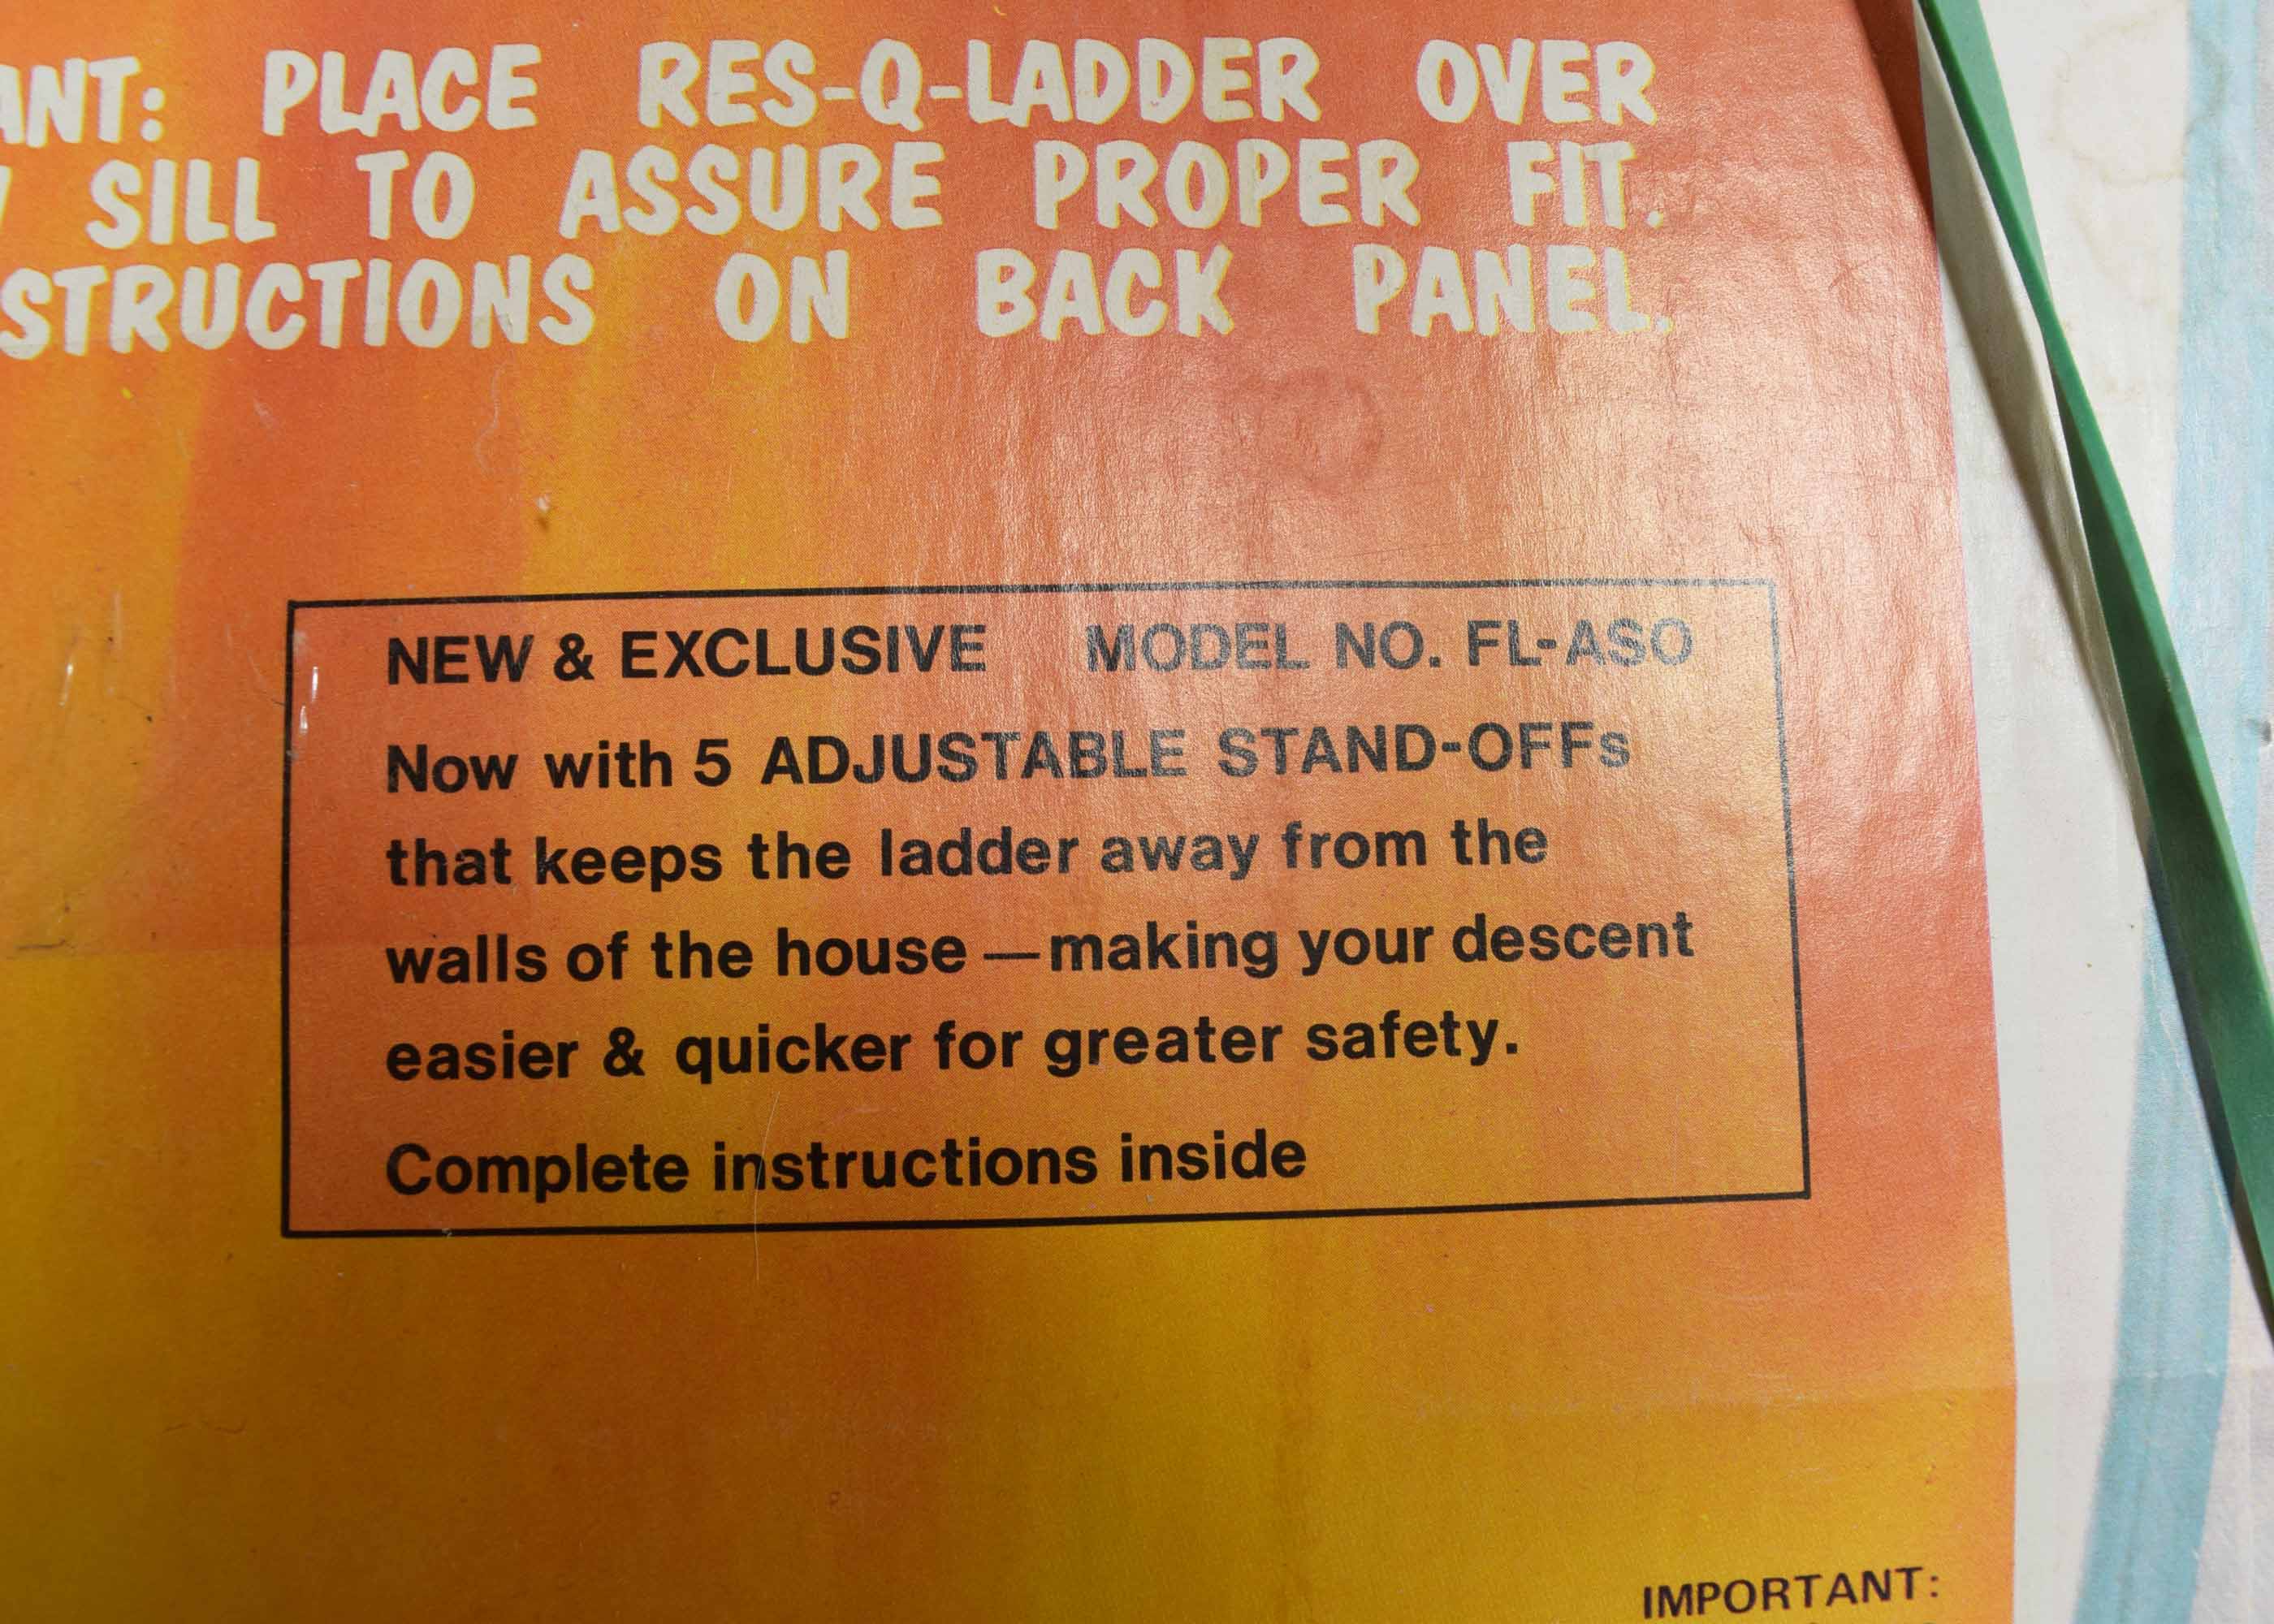 ANT: PLACE RES-Q-LADDER OVER
SILL TO ASSURE PROPER FIT.
STRUCTIONS ON BACK PANEL.
NEW & EXCLUSIVE MODEL NO. FL-ASO
Now with 5 ADJUSTABLE STAND-OFFs
that keeps the ladder away from the
walls of the house — making your descent
easier & quicker for greater safety.
Complete instructions inside
IMPORTANT: